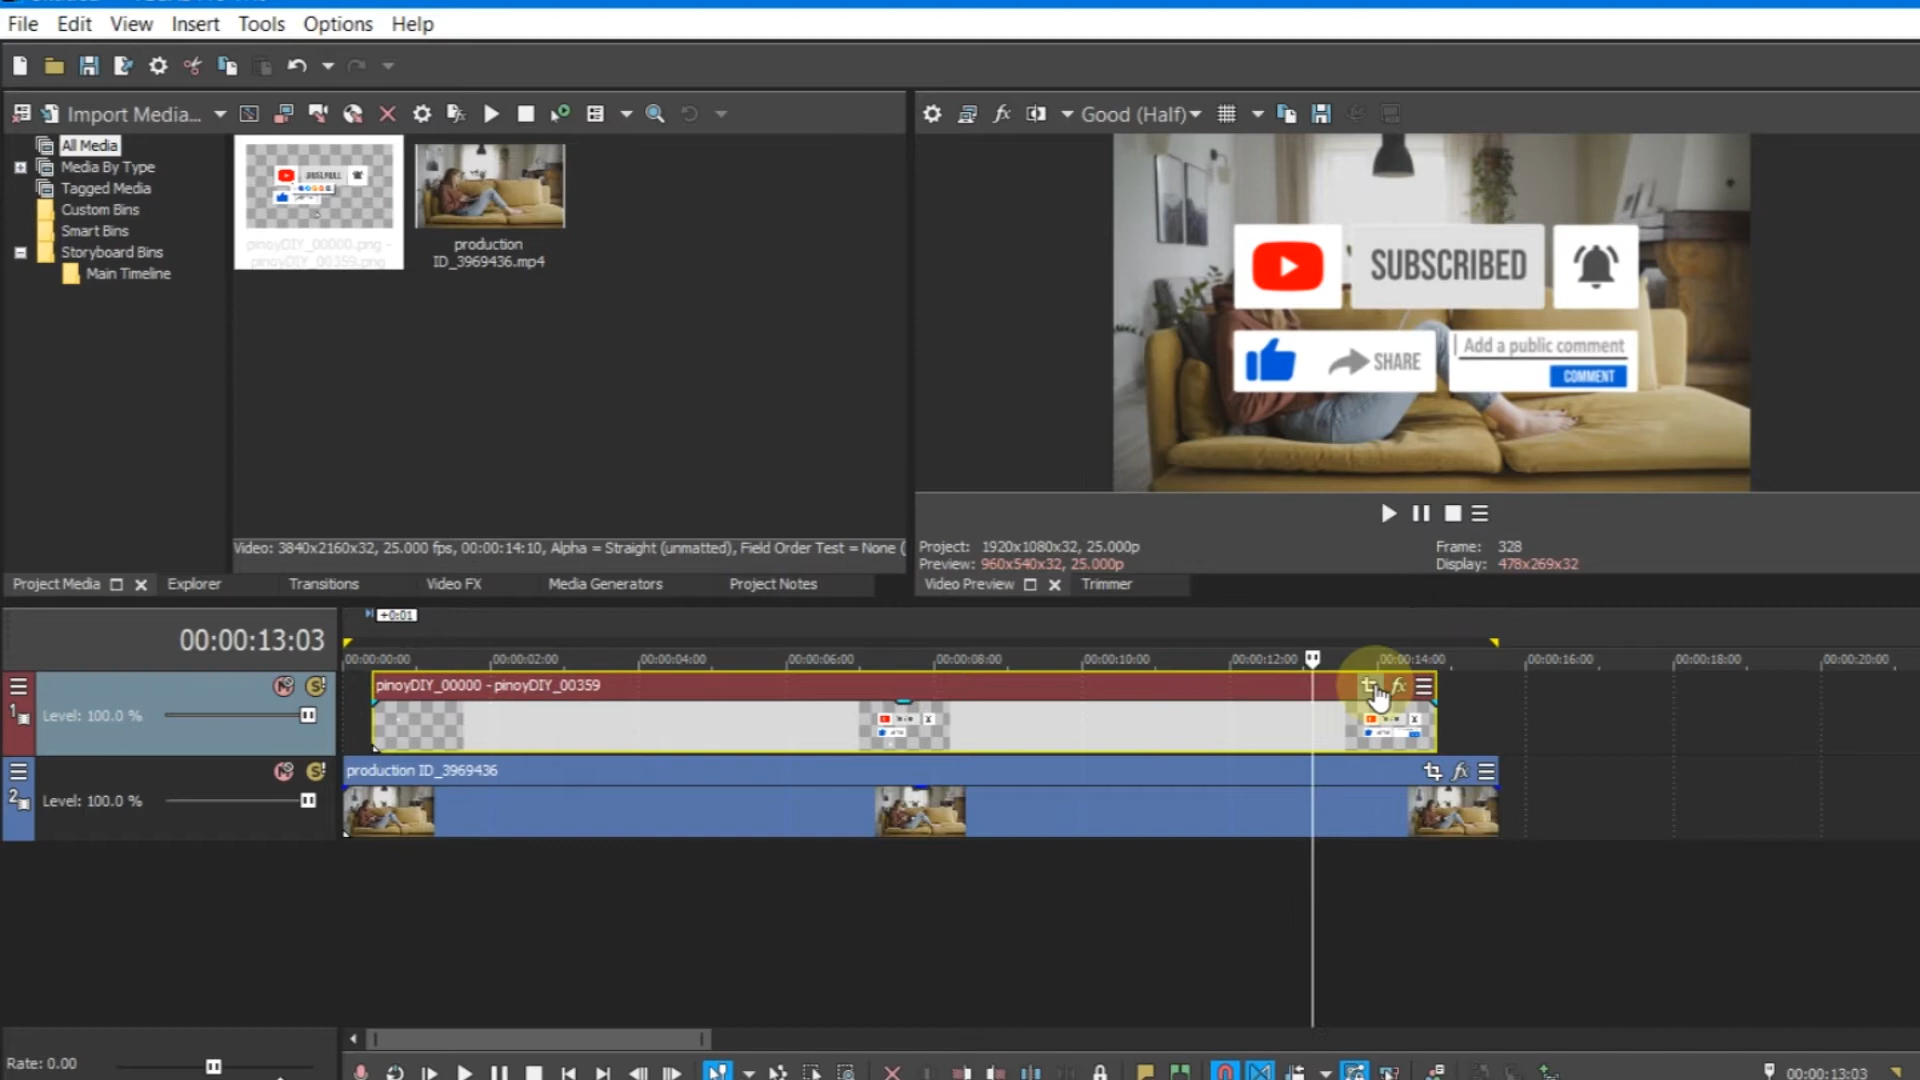 File Edit View Insert Tools Options Help
Import Media...
All Media
Media By Type
Tagged Media
Custom Bins
Smart Bins
Storyboard Bins
Main Timeline
pinoyDIY_00000.png -
pinoyDIY_00359.png
production
ID_3969436.mp4
Video: 3840x2160x32, 25.000 fps, 00:00:14:10, Alpha = Straight (unmatted), Field Order Test = None (
Project Media Explorer Transitions Video FX Media Generators Project Notes
fx Good (Half)
SUBSCRIBED
SHARE
Add a public comment
COMMENT
Project: 1920x1080x32, 25.000p
Preview: 960x540x32, 25.000p
Frame: 328
Display: 478x269x32
Video Preview Trimmer
+0:01
00:00:13:03
00:00:00:00 00:00:02:00 00:00:04:00 00:00:06:00 00:00:08:00 00:00:10:00 00:00:12:00 00:00:14:00 00:00:16:00 00:00:18:00 00:00:20:00
1
Level: 100.0 %
pinoyDIY_00000 - pinoyDIY_00359
fx
2
Level: 100.0 %
production ID_3969436
fx
Rate: 0.00
00:00:13:03